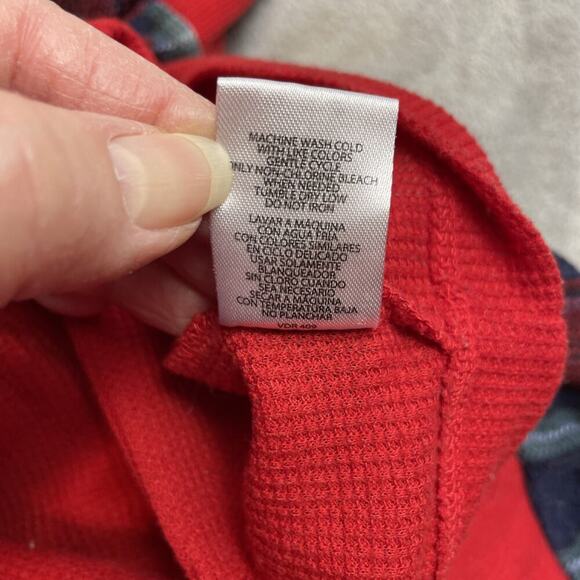 MACHINE WASH COLD
WITH LIKE COLORS
GENTLE CYCLE
ONLY NON-CHLORINE BLEACH
WHEN NEEDED
TUMBLE DRY LOW
DO NOT IRON
LAVAR A MAQUINA
CON AGUA FRIA
CON COLORES SIMILARES
EN CICLO DELICADO
USAR SOLAMENTE
BLANQUEADOR
SIN CLORO CUANDO
SEA NECESARIO
SECAR A MAQUINA
CON TEMPERATURA BAJA
NO PLANCHAR
VDR 409